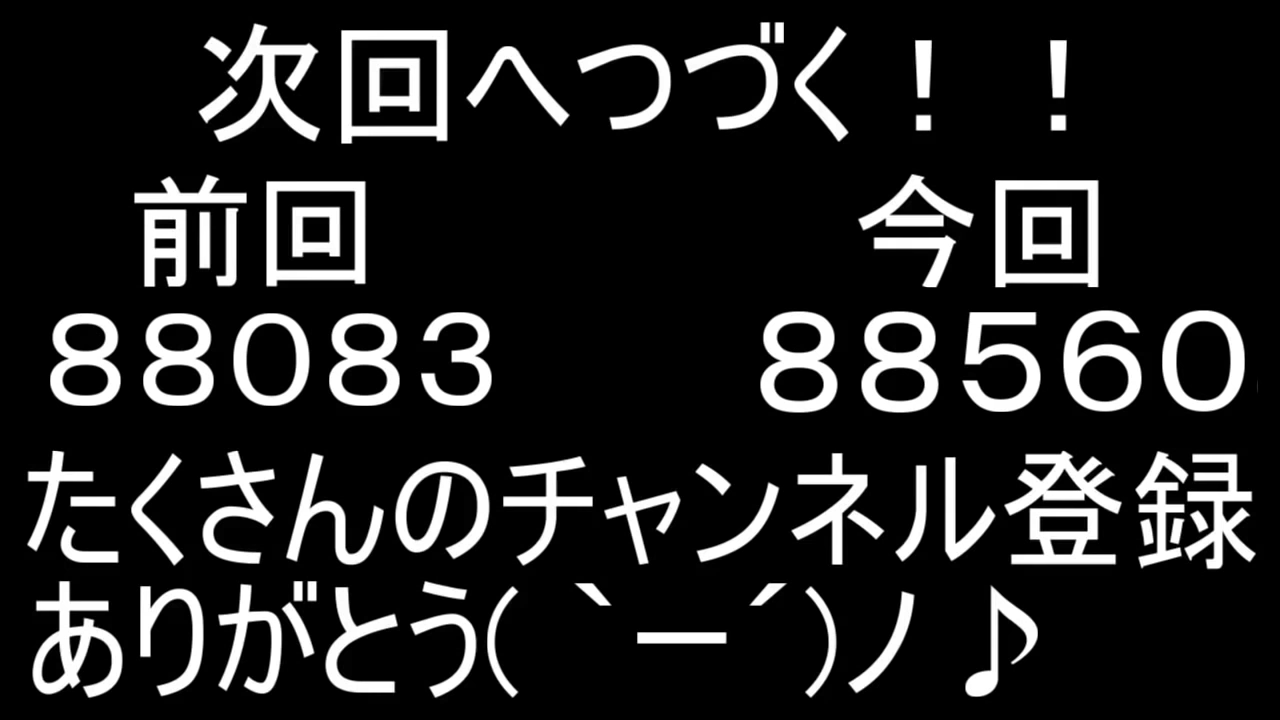 次回へつづく！！
前回 今回
88083 88560
たくさんのチャンネル登録
ありがとう(｀ー´)ノ♪